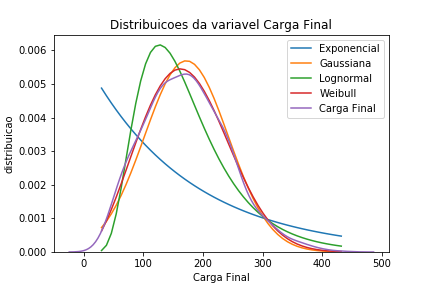 Distribuicoes da variavel Carga Final
0.006
0.005
0.004
0.003
0.002
0.001
0.000
distribuicao
Exponencial
Gaussiana
Lognormal
Weibull
Carga Final
0 100 200 300 400 500
Carga Final